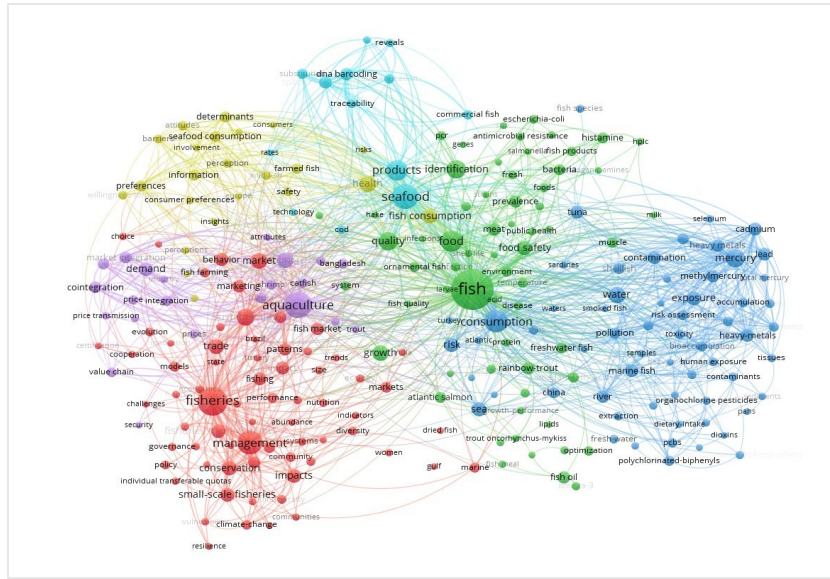 reveals
dna barcoding
traceability
commercial fish
fish species
determinants
escherichia-coli
attitudes
consumers
pcr
antimicrobial resistance
histamine
seafood consumption
genes
hplc
involvement
rates
risks
salmonella
fish products
perception
farmed fish
products
identification
bacteria
information
fresh
preferences
safety
health
foods
consumer preferences
seafood
prevalence
technology
hake
fish consumption
tuna
milk
selenium
insights
cod
meat
public health
cadmium
choice
attributes
quality
food
food safety
muscle
heavy metals
perceptions
contamination
mercury
lead
behavior
market
bangladesh
ornamental fish
sardines
shellfish
demand
fish farming
environment
methylmercury
cointegration
marketing
shrimp
catfish
system
fish
temperature
price
integration
aquaculture
fish quality
larvae
acid
disease
waters
smoked fish
water
exposure
accumulation
price transmission
turkey
consumption
risk assessment
evolution
prices
brazil
fish market
trout
pollution
toxicity
heavy-metals
cooperation
trade
patterns
growth
risk
atlantic
protein
freshwater fish
samples
bioaccumulation
models
state
trends
human exposure
tissues
value chain
fishing
size
rainbow-trout
marine fish
contaminants
challenges
fisheries
performance
nutrition
markets
atlantic salmon
china
river
organochlorine pesticides
security
abundance
indicators
sea
growth-performance
extraction
pahs
diversity
dried fish
lipids
dietary-intake
governance
management
systems
trout oncorhynchus-mykiss
fresh-water
pcbs
dioxins
policy
conservation
community
women
optimization
polychlorinated-biphenyls
individual transferable quotas
impacts
gulf
marine
fish meal
fish oil
small-scale fisheries
climate-change
communities
resilience